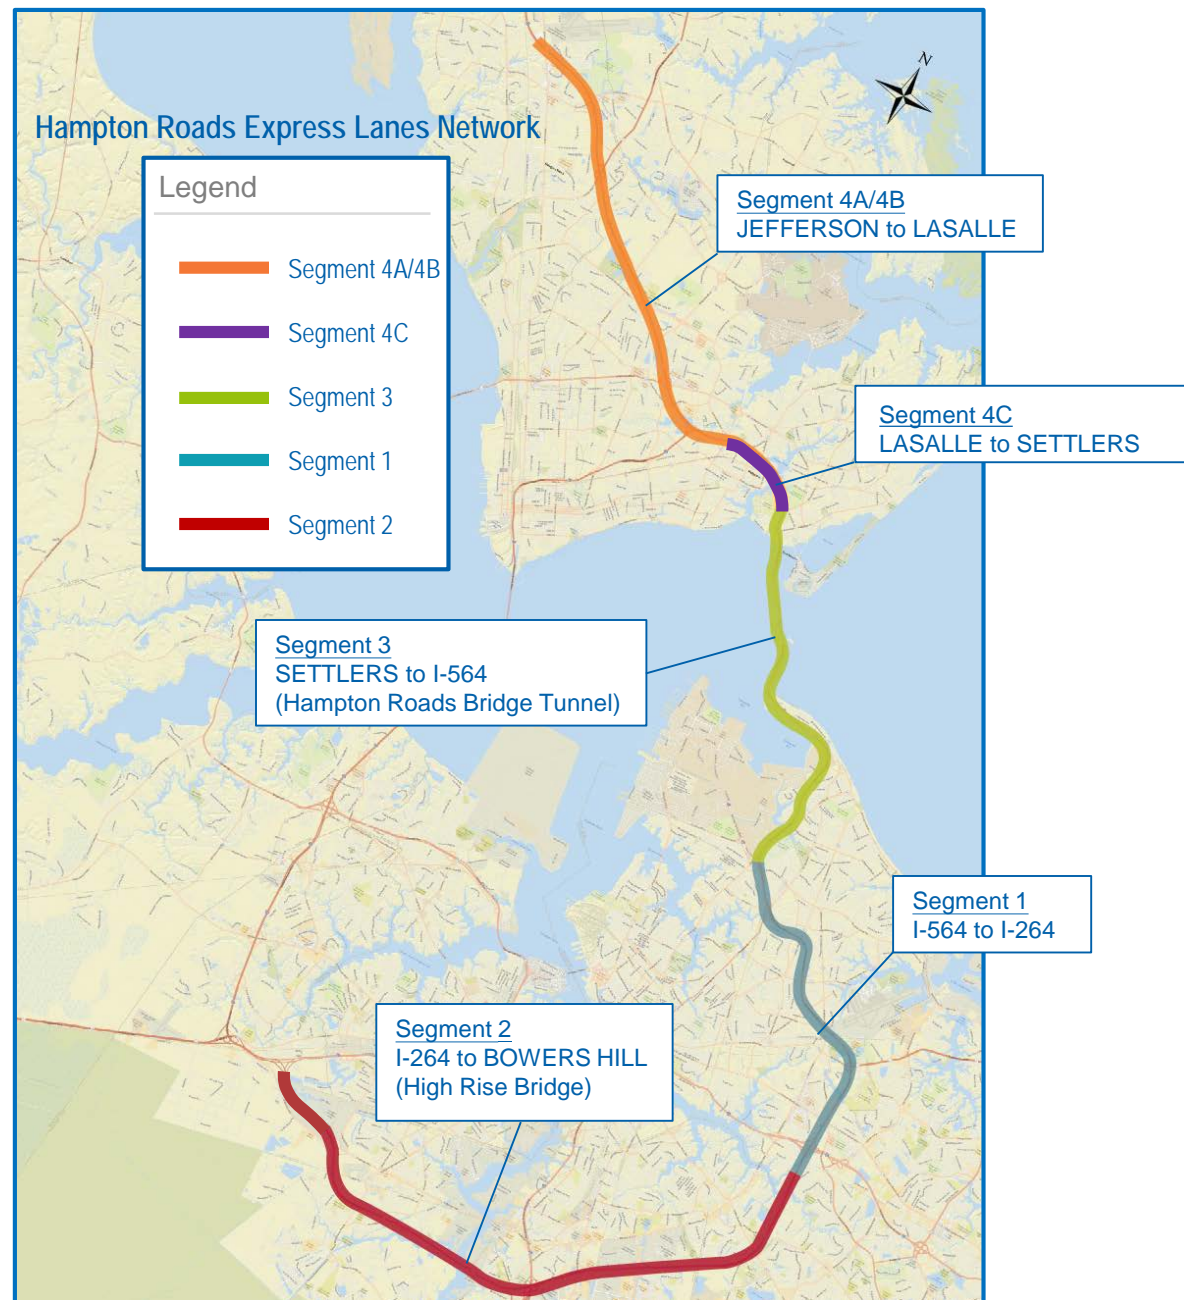 N
Hampton Roads Express Lanes Network
Legend
Segment 4A/4B
Segment 4C
Segment 3
Segment 1
Segment 2
Segment 4A/4B
JEFFERSON to LASALLE
Segment 4C
LASALLE to SETTLERS
Segment 3
SETTLERS to I-564
(Hampton Roads Bridge Tunnel)
Segment 1
I-564 to I-264
Segment 2
I-264 to BOWERS HILL
(High Rise Bridge)